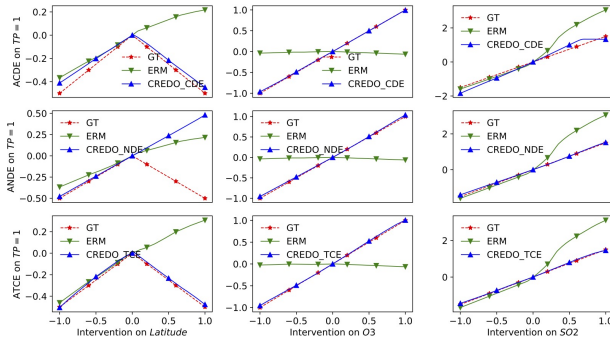 ACDE on TP = 1
0.2
0.0
−0.2
−0.4
GT
ERM
CREDO_CDE
1.0
0.5
0.0
−0.5
−1.0
GT
ERM
CREDO_CDE
2
0
−2
GT
ERM
CREDO_CDE
ANDE on TP = 1
0.50
0.25
0.00
−0.25
−0.50
GT
ERM
CREDO_NDE
1.0
0.5
0.0
−0.5
−1.0
GT
ERM
CREDO_NDE
2
0
GT
ERM
CREDO_NDE
ATCE on TP = 1
0.2
0.0
−0.2
−0.4
GT
ERM
CREDO_TCE
−1.0 −0.5 0.0 0.5 1.0
Intervention on Latitude
1.0
0.5
0.0
−0.5
−1.0
GT
ERM
CREDO_TCE
−1.0 −0.5 0.0 0.5 1.0
Intervention on O3
2
0
GT
ERM
CREDO_TCE
−1.0 −0.5 0.0 0.5 1.0
Intervention on SO2